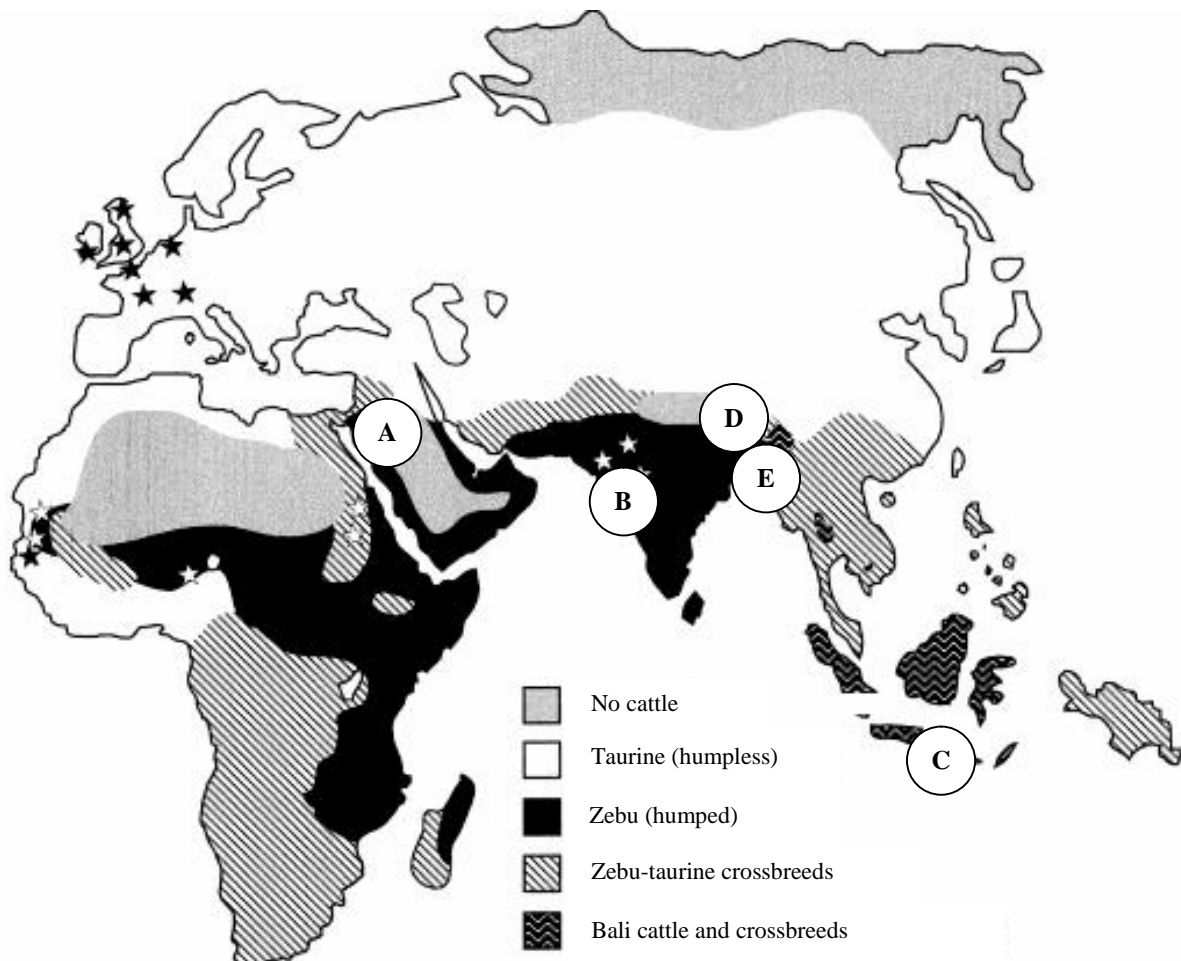 A
D
E
B
C
No cattle
Taurine (humpless)
Zebu (humped)
Zebu-taurine crossbreeds
Bali cattle and crossbreeds